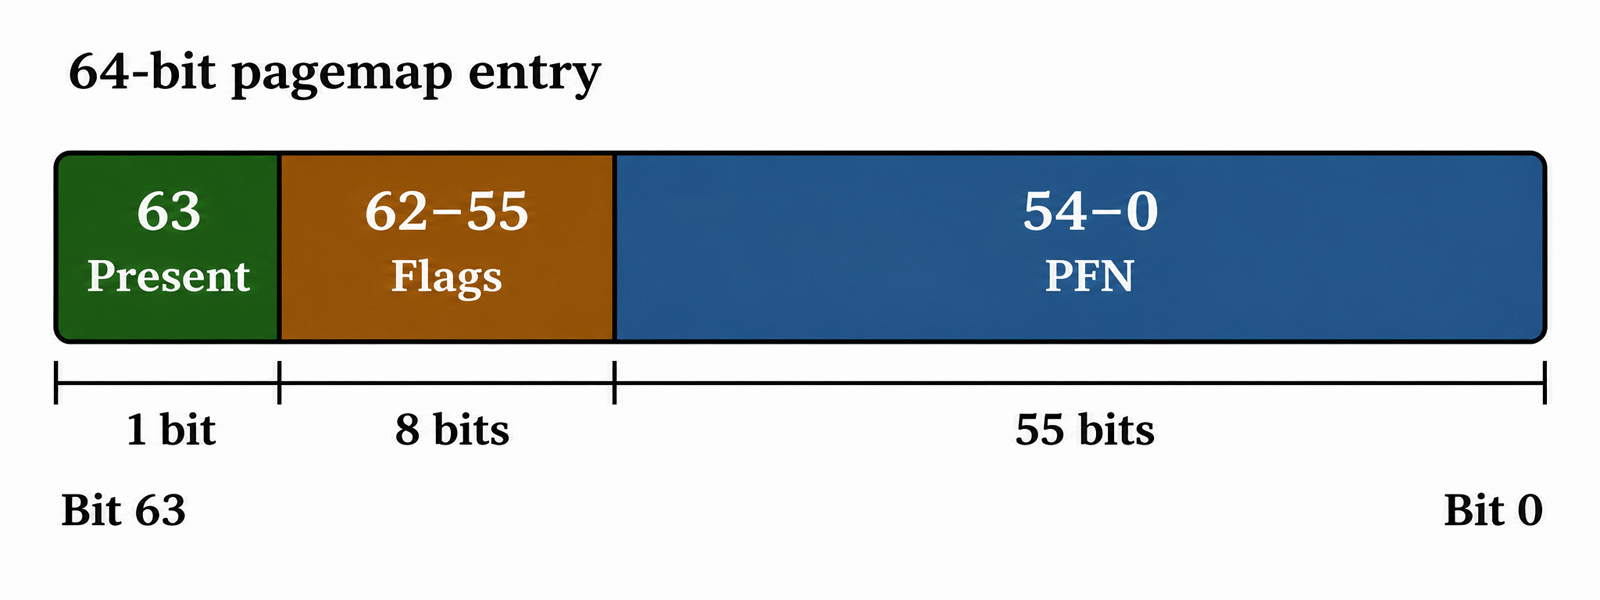 64-bit pagemap entry
63
Present
62–55
Flags
54–0
PFN
1 bit
8 bits
55 bits
Bit 63
Bit 0